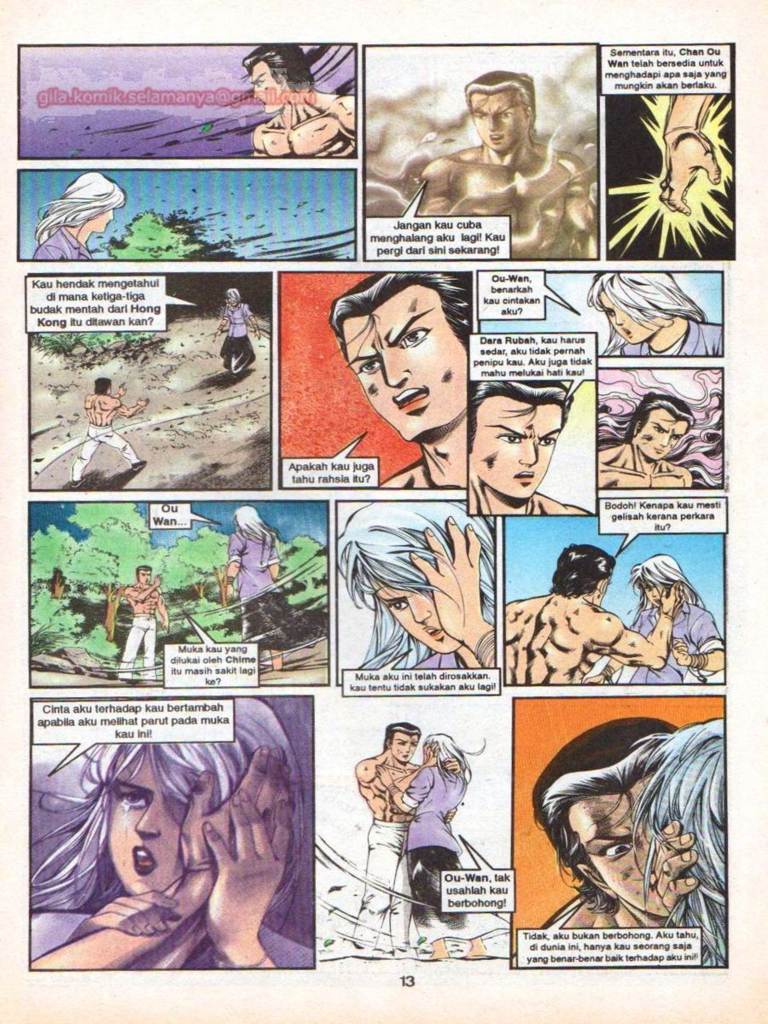 gila.komik.selamanya@gmail.com
Jangan kau cuba
menghalang aku lagi! Kau
pergi dari sini sekarang!
Sementara itu, Chan Ou
Wan telah bersedia untuk
menghadapi apa saja yang
mungkin akan berlaku.
Kau hendak mengetahui
di mana ketiga-tiga
budak mentah dari Hong
Kong itu ditawan kan?
Apakah kau juga
tahu rahsia itu?
Ou-Wen,
benarkah
kau cintakan
aku?
Dara Rubah, kau harus
sedar, aku tidak pernah
penipu kau. Aku juga tidak
mahu melukai hati kau!
Bodoh! Kenapa kau mesti
gelisah kerana perkara
itu?
Ou
Wan...
Muka kau yang
dilukai oleh Chime
itu masih sakit lagi
ke?
Muka aku ini telah dirosakkan.
kau tentu tidak sukakan aku lagi!
Cinta aku terhadap kau bertambah
apabila aku melihat parut pada muka
kau ini!
Ou-Wan, tak
usahlah kau
berbohong!
Tidak, aku bukan berbohong. Aku tahu,
di dunia ini, hanya kau seorang saja
yang benar-benar baik terhadap aku ini!
13